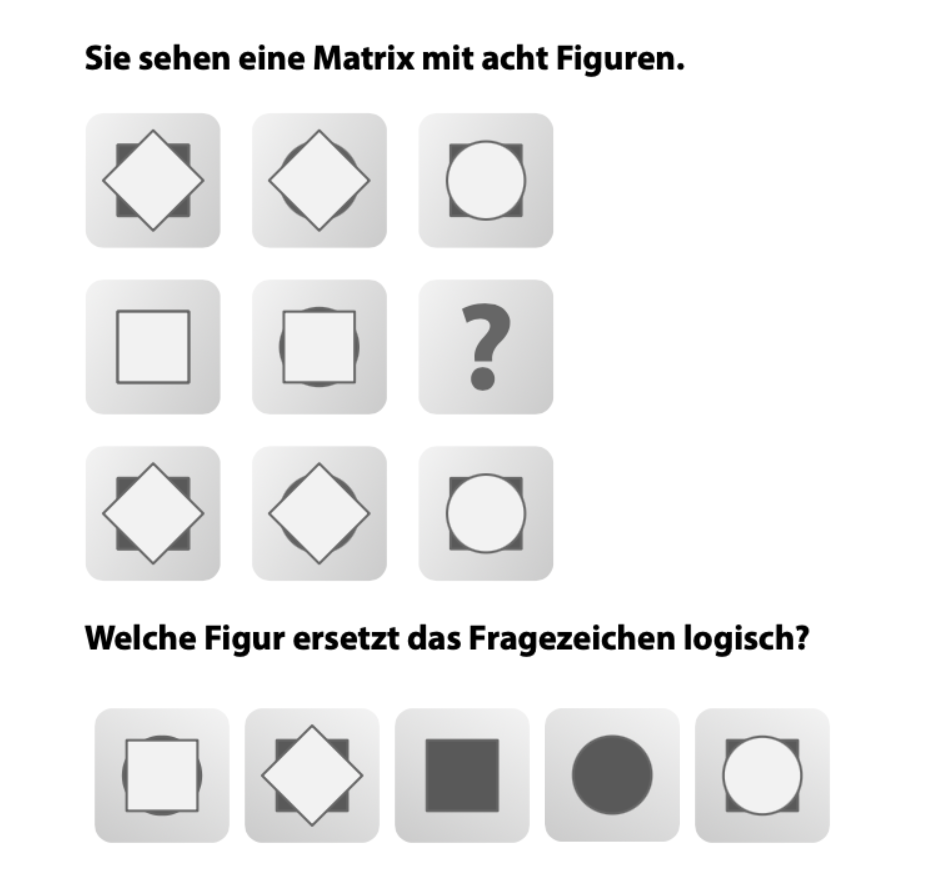 Sie sehen eine Matrix mit acht Figuren.
?
Welche Figur ersetzt das Fragezeichen logisch?